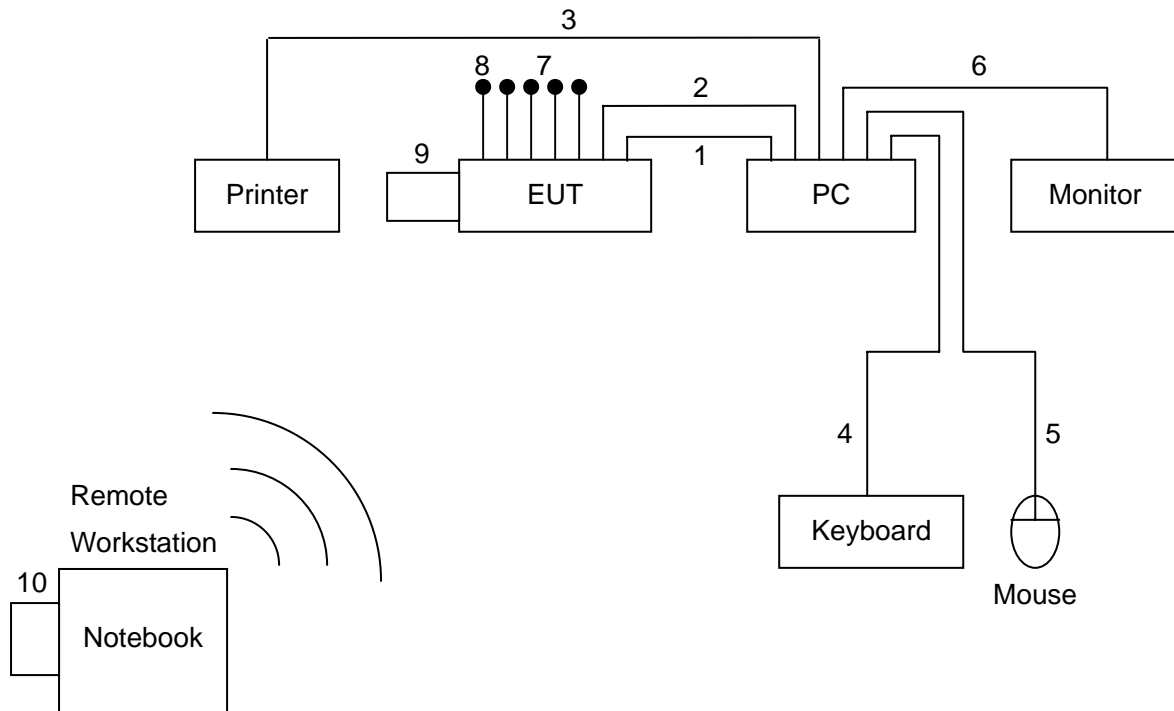 3
8
7
2
6
9
1
Printer
EUT
PC
Monitor
4
5
Remote
Workstation
Keyboard
10
Mouse
Notebook